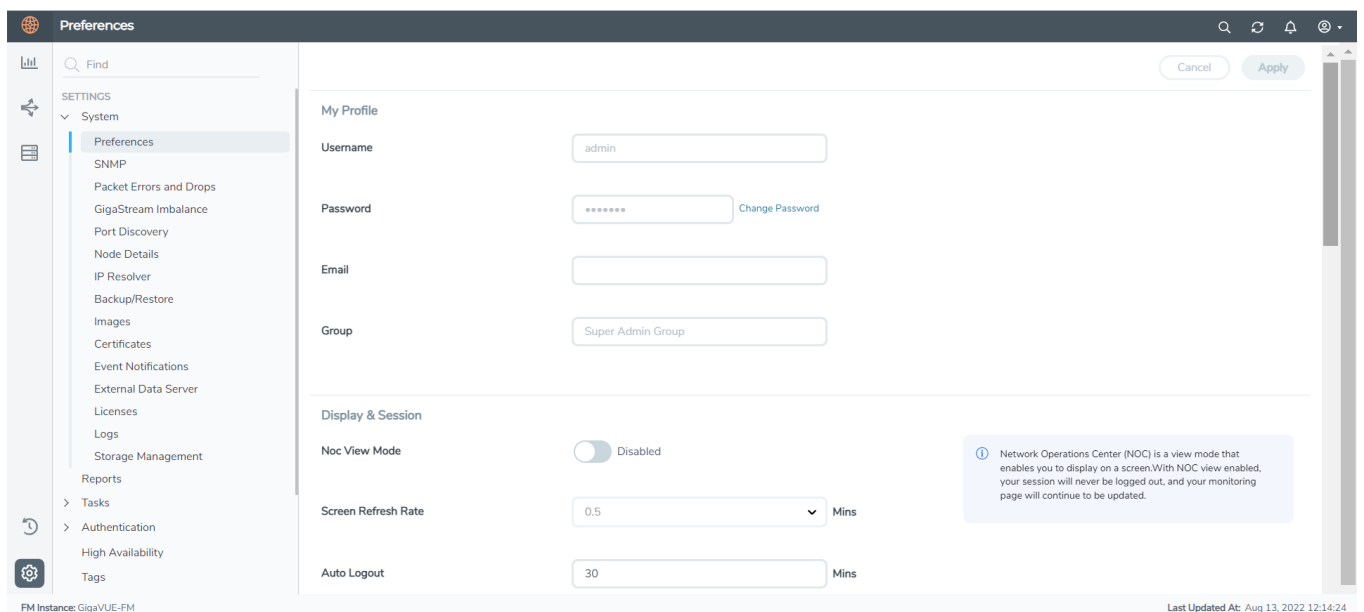 Preferences
Find
Cancel
Apply
SETTINGS
System
Preferences
SNMP
Packet Errors and Drops
GigaStream Imbalance
Port Discovery
Node Details
IP Resolver
Backup/Restore
Images
Certificates
Event Notifications
External Data Server
Licenses
Logs
Storage Management
Reports
Tasks
Authentication
High Availability
Tags
My Profile
Username
admin
Password
Change Password
Email
Group
Super Admin Group
Display & Session
Noc View Mode
Disabled
Network Operations Center (NOC) is a view mode that
enables you to display on a screen.With NOC view enabled,
your session will never be logged out, and your monitoring
page will continue to be updated.
Screen Refresh Rate
0.5
Mins
Auto Logout
30
Mins
FM Instance: GigaVUE-FM
Last Updated At: Aug 13, 2022 12:14:24